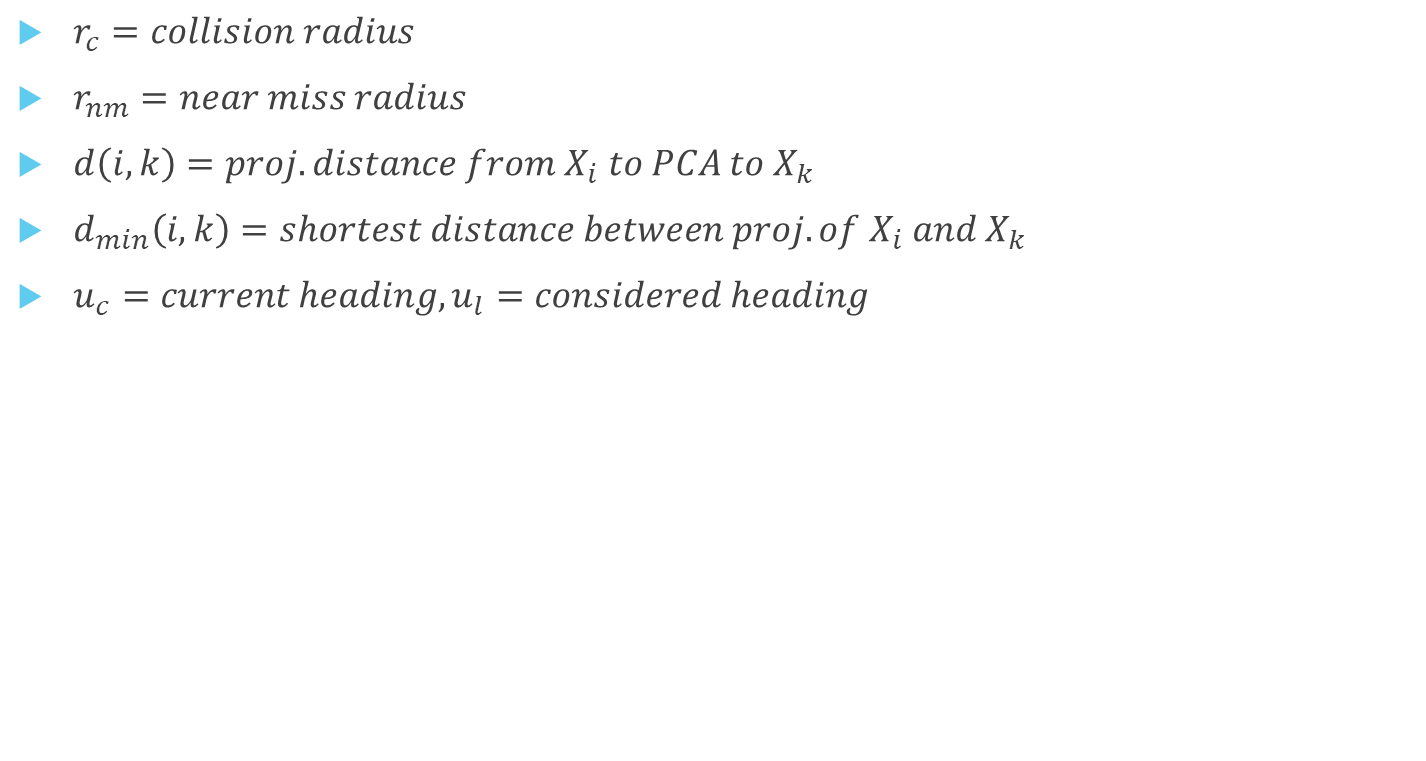 r_c = collision radius
r_nm = near miss radius
d(i, k) = proj. distance from X_i to PCA to X_k
d_min(i, k) = shortest distance between proj. of X_i and X_k
u_c = current heading, u_l = considered heading